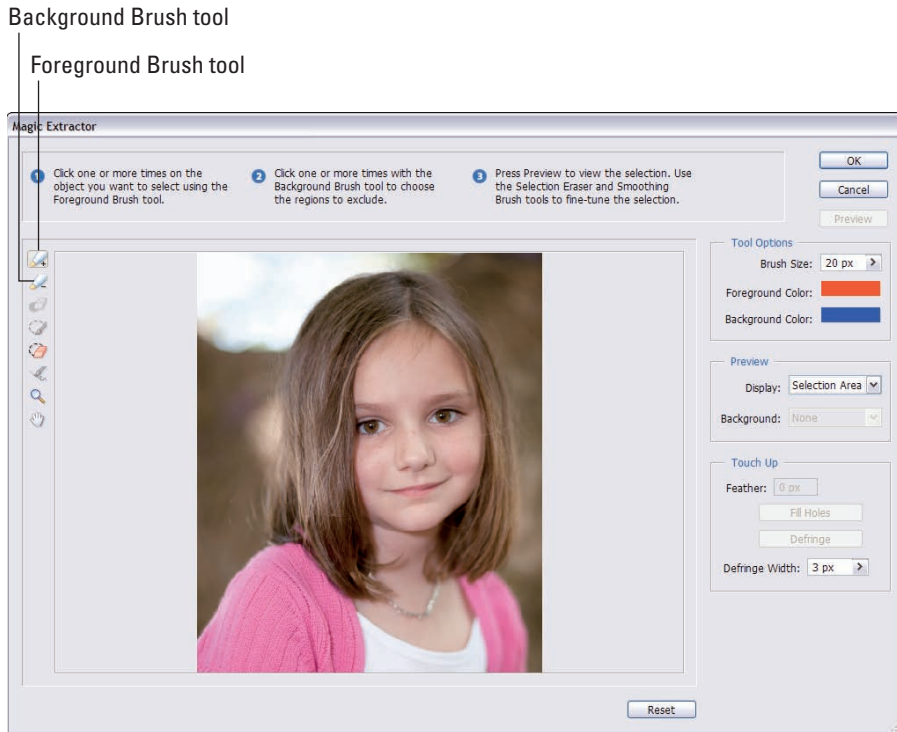 Background Brush tool
Foreground Brush tool
Magic Extractor
1 Click one or more times on the
object you want to select using the
Foreground Brush tool.
2 Click one or more times with the
Background Brush tool to choose
the regions to exclude.
3 Press Preview to view the selection. Use
the Selection Eraser and Smoothing
Brush tools to fine-tune the selection.
OK
Cancel
Preview
Tool Options
Brush Size: 20 px
Foreground Color:
Background Color:
Preview
Display: Selection Area
Background: None
Touch Up
Feather: 0 px
Fill Holes
Defringe
Defringe Width: 3 px
Reset